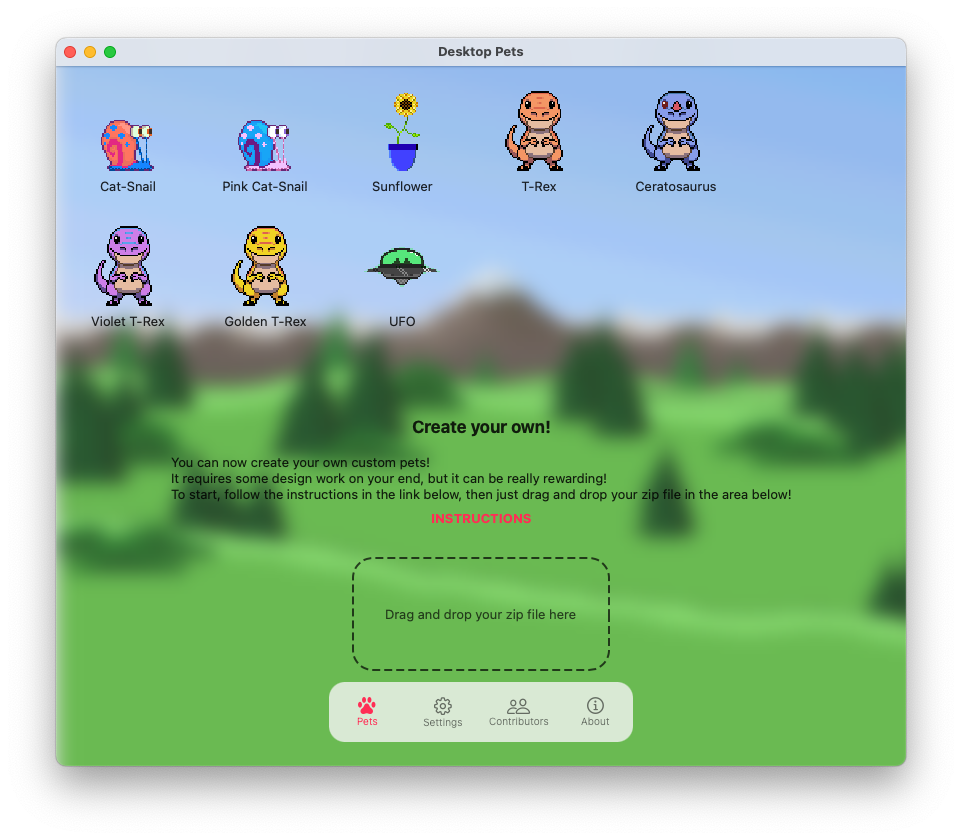 Desktop Pets
Cat-Snail
Pink Cat-Snail
Sunflower
T-Rex
Ceratosaurus
Violet T-Rex
Golden T-Rex
UFO
Create your own!
You can now create your own custom pets!
It requires some design work on your end, but it can be really rewarding!
To start, follow the instructions in the link below, then just drag and drop your zip file in the area below!
INSTRUCTIONS
Drag and drop your zip file here
Pets
Settings
Contributors
About